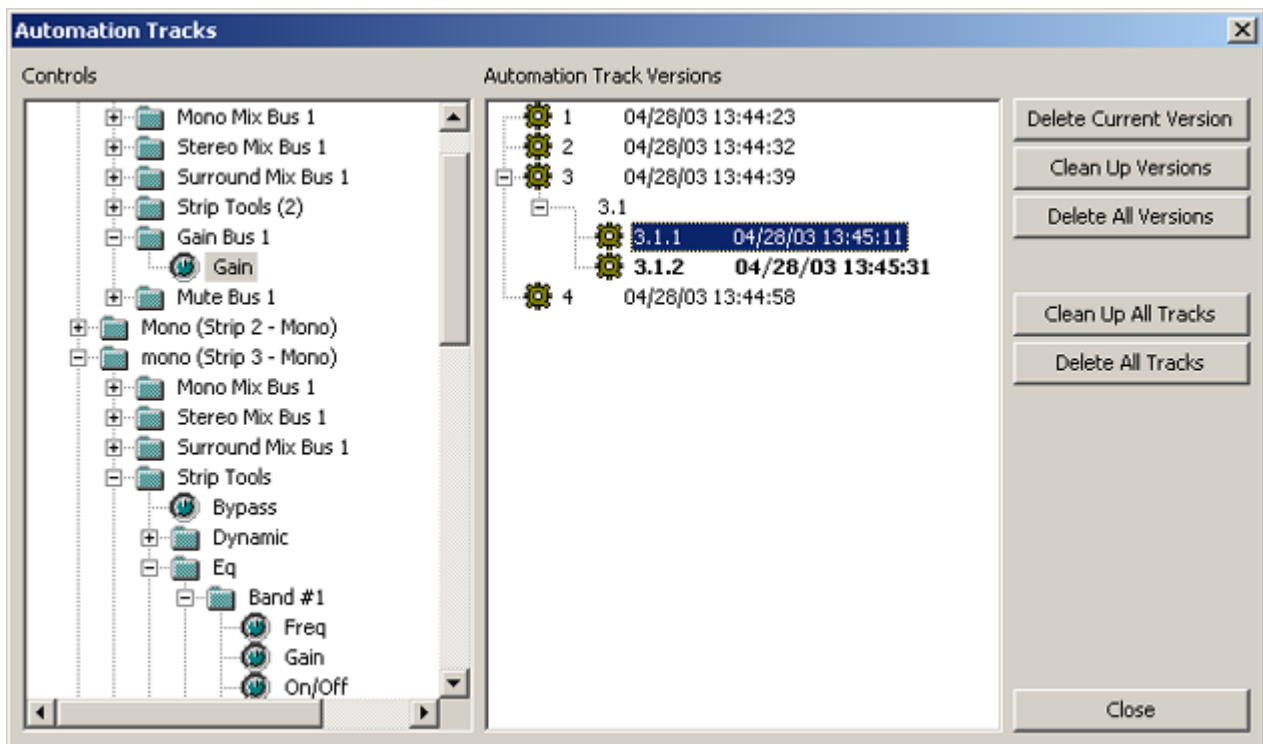 Automation Tracks
Controls
Mono Mix Bus 1
Stereo Mix Bus 1
Surround Mix Bus 1
Strip Tools (2)
Gain Bus 1
Gain
Mute Bus 1
Mono (Strip 2 - Mono)
mono (Strip 3 - Mono)
Mono Mix Bus 1
Stereo Mix Bus 1
Surround Mix Bus 1
Strip Tools
Bypass
Dynamic
Eq
Band #1
Freq
Gain
On/Off
Automation Track Versions
1 04/28/03 13:44:23
2 04/28/03 13:44:32
3 04/28/03 13:44:39
3.1
3.1.1 04/28/03 13:45:11
3.1.2 04/28/03 13:45:31
4 04/28/03 13:44:58
Delete Current Version
Clean Up Versions
Delete All Versions
Clean Up All Tracks
Delete All Tracks
Close